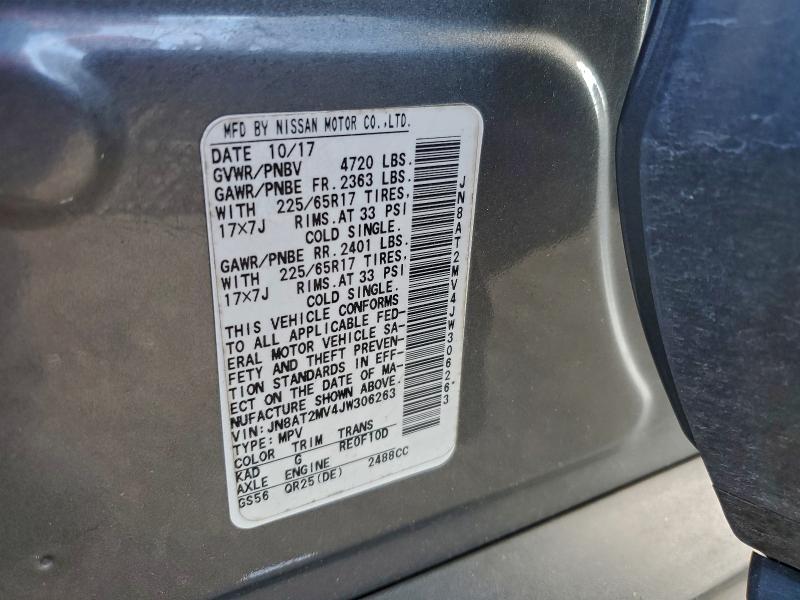 MFD BY NISSAN MOTOR CO.,LTD.
DATE 10/17
GVWR/PNBV 4720 LBS.
GAWR/PNBE FR. 2363 LBS.
WITH 225/65R17 TIRES,
17×7J RIMS. AT 33 PSI
COLD SINGLE.
GAWR/PNBE RR. 2401 LBS.
WITH 225/65R17 TIRES,
17×7J RIMS. AT 33 PSI
COLD SINGLE.
THIS VEHICLE CONFORMS
TO ALL APPLICABLE FED-
ERAL MOTOR VEHICLE SA-
FETY AND THEFT PREVEN-
TION STANDARDS IN EFF-
ECT ON THE DATE OF MA-
NUFACTURE SHOWN ABOVE.
VIN: JN8AT2MV4JW306263
TYPE: MPV
COLOR TRIM TRANS
KAD G RE0F10D
AXLE ENGINE
GS56 QR25(DE) 2488CC
JN8AT2MV4JW306263